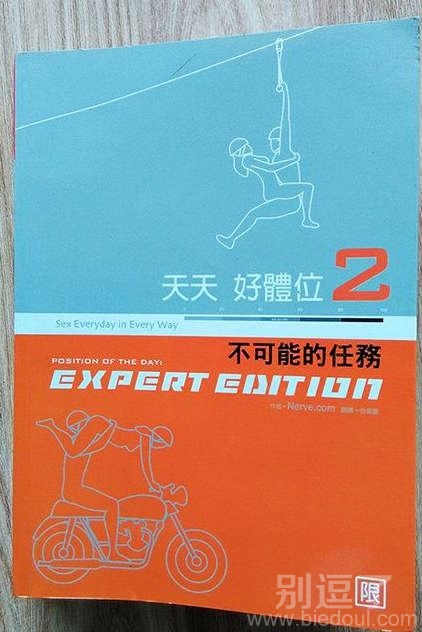 天天 好體位 2
Sex Everyday in Every Way
不可能的任務
POSITION OF THE DAY:
EXPERT EDITION
作者 Nerve.com
限
别逗了
www.biedoul.com